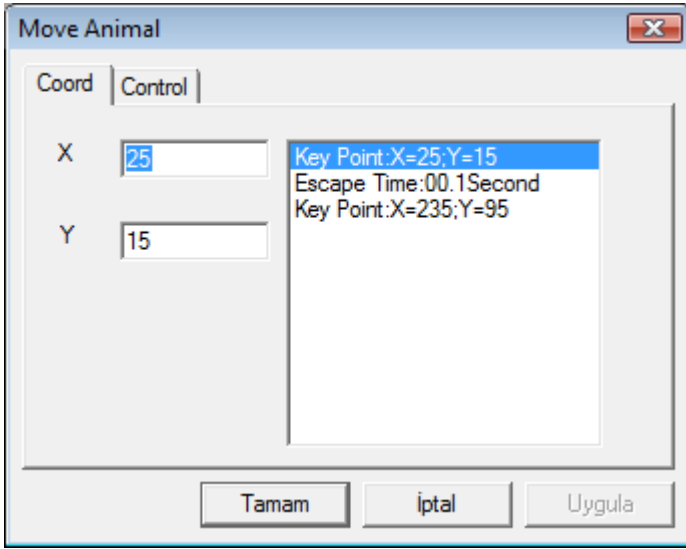 Move Animal
Coord Control
X 25
Y 15
Key Point:X=25;Y=15
Escape Time:00.1Second
Key Point:X=235;Y=95
Tamam İptal Uygula